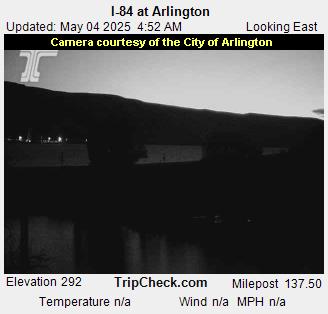 I-84 at Arlington
Updated: May 04 2025 4:52 AM Looking East
Camera courtesy of the City of Arlington
Elevation 292 TripCheck.com Milepost 137.50
Temperature n/a Wind n/a MPH n/a